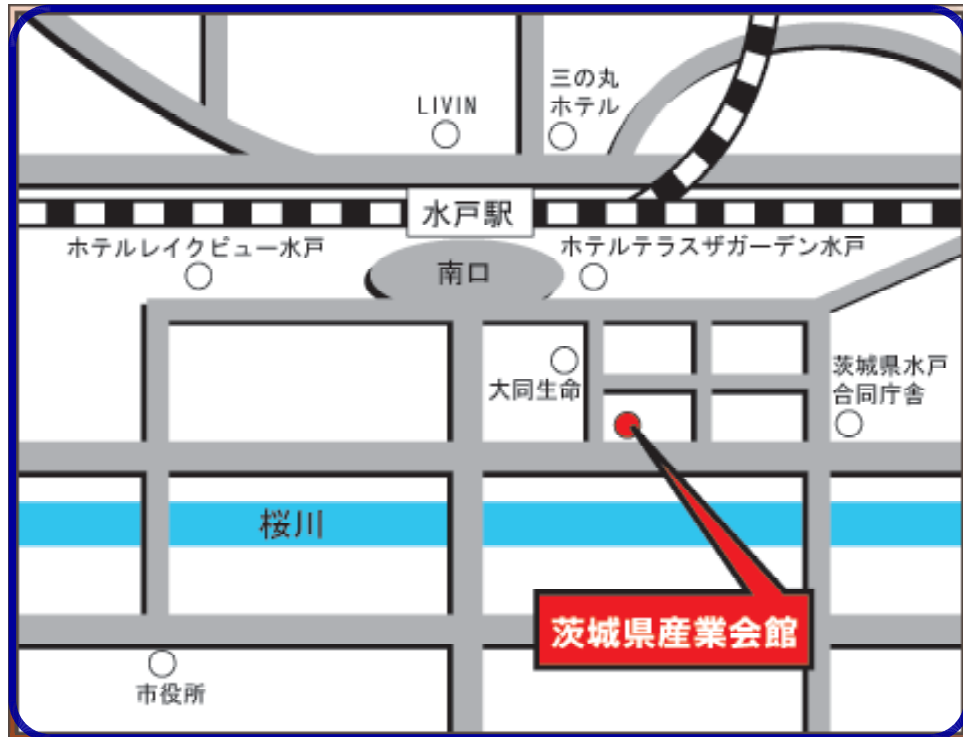 三の丸
ホテル
LIVIN
水戸駅
ホテルレイクビュー水戸
ホテルテラスザガーデン水戸
南口
大同生命
茨城県水戸
合同庁舎
桜川
茨城県産業会館
市役所